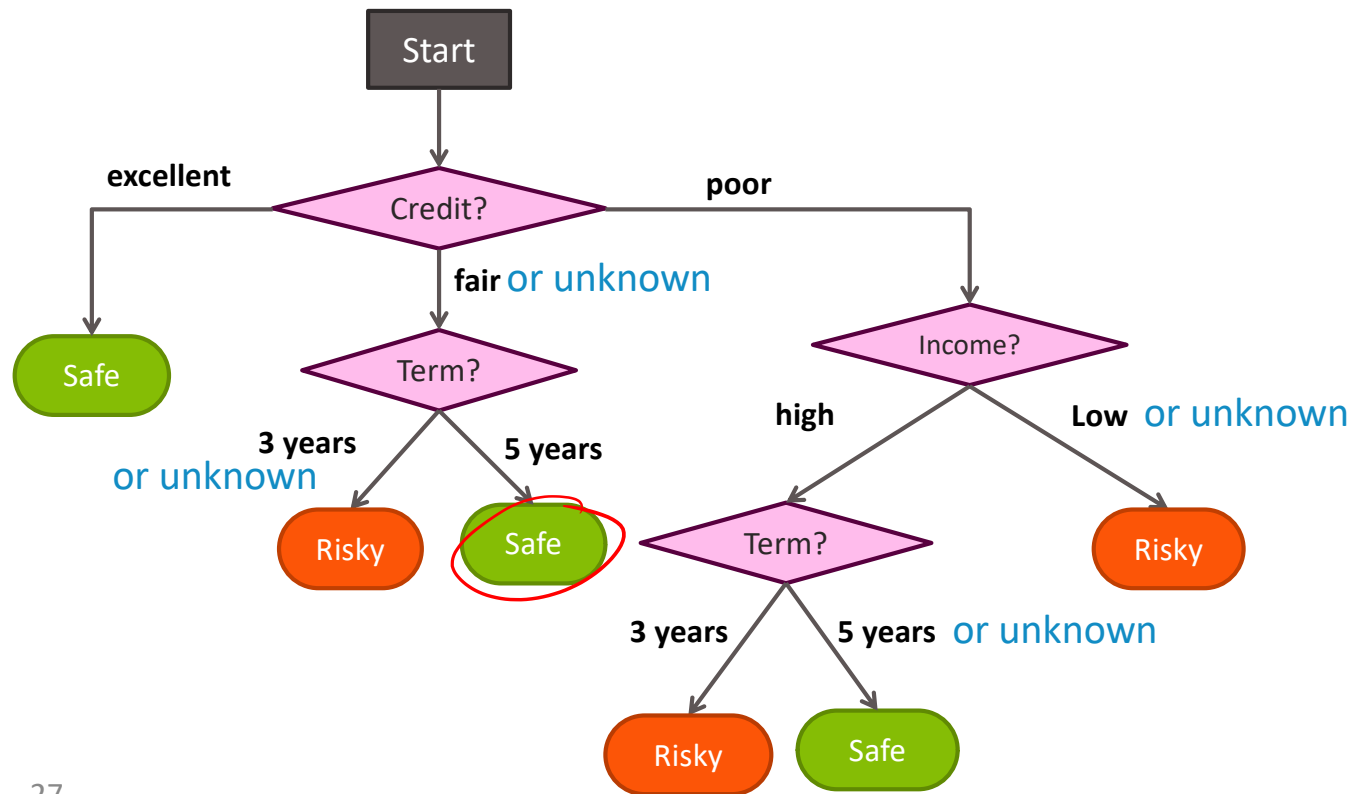 Start
excellent
poor
Credit?
fair or unknown
Income?
Safe
Term?
high
Low or unknown
3 years
or unknown
5 years
Risky
Safe
Term?
Risky
3 years
5 years or unknown
Risky
Safe
27